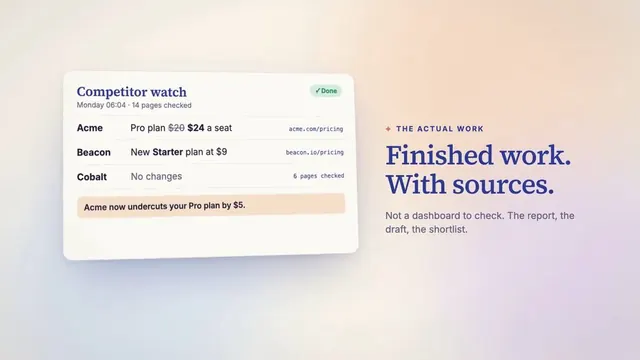 Competitor watch
✓Done
Monday 06:04 · 14 pages checked
Acme Pro plan $20 $24 a seat acme.com/pricing
Beacon New Starter plan at $9 beacon.io/pricing
Cobalt No changes 6 pages checked
Acme now undercuts your Pro plan by $5.
+ THE ACTUAL WORK
Finished work.
With sources.
Not a dashboard to check. The report, the
draft, the shortlist.